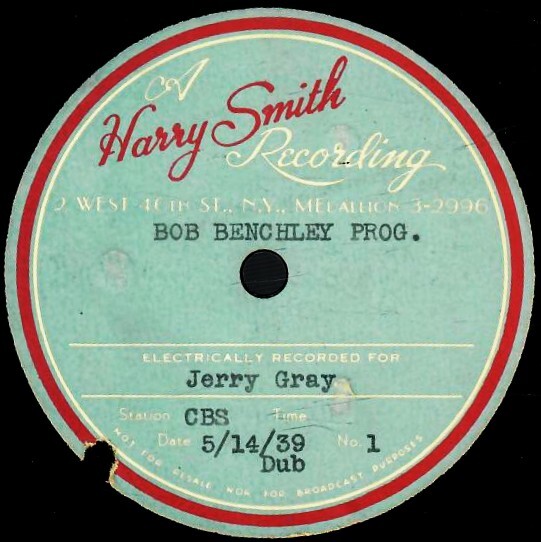 A
Harry Smith
Recording
2 WEST 46TH ST., N.Y., MEDALLION 3-2996
BOB BENCHLEY PROG.
ELECTRICALLY RECORDED FOR
Jerry Gray
Station CBS Time
Date 5/14/39 No. 1
Dub
NOT FOR RESALE, NOR FOR BROADCAST PURPOSES